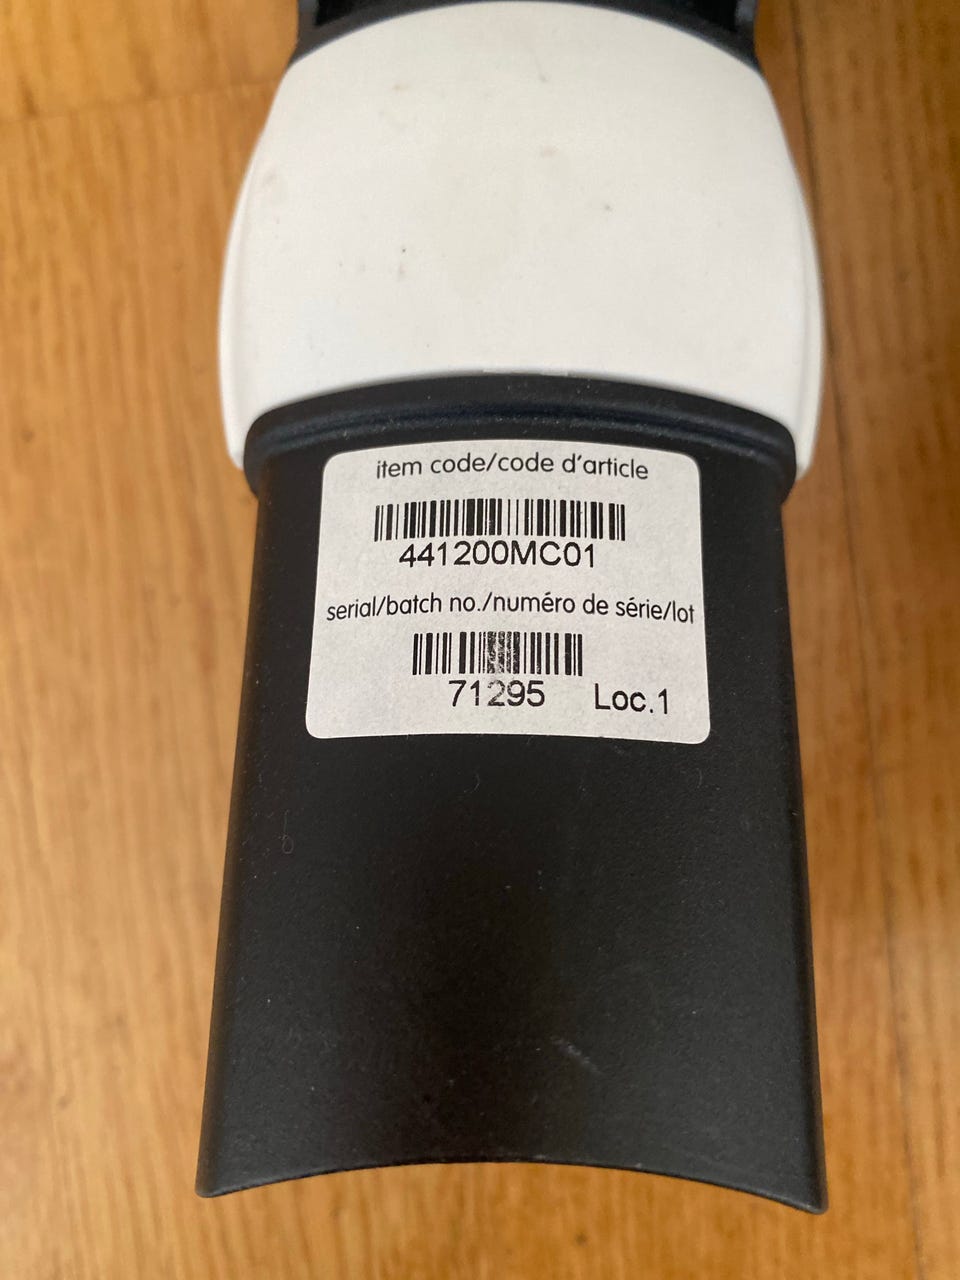 item code/code d'article
441200MC01
serial/batch no./numéro de série/lot
71295 Loc.1